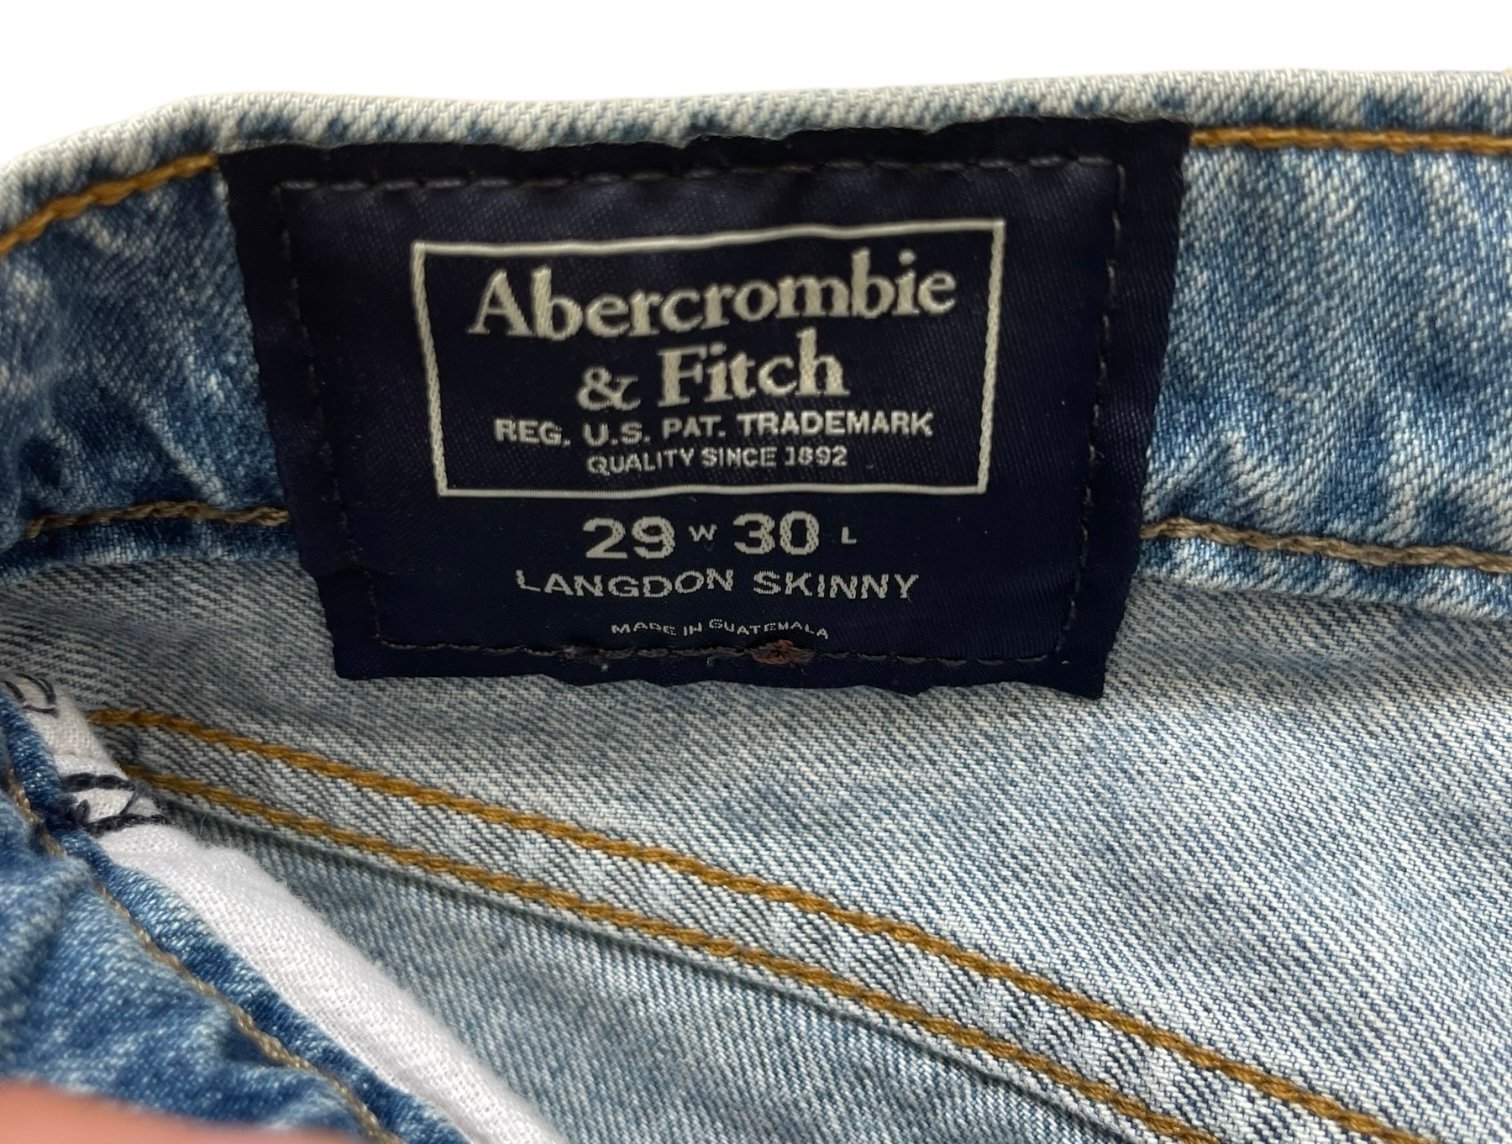 Abercrombie
& Fitch
REG. U.S. PAT. TRADEMARK
QUALITY SINCE 1892
29 W 30 L
LANGDON SKINNY
MADE IN GUATEMALA